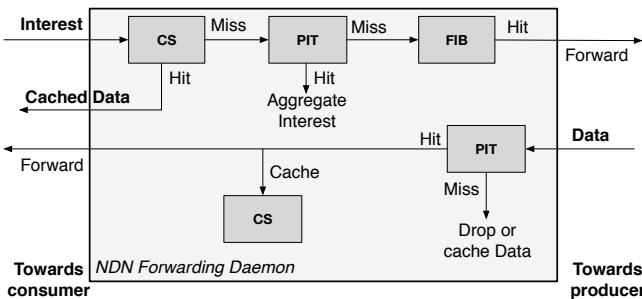 Interest
CS
Miss
PIT
Miss
FIB
Hit
Forward
Hit
Cached Data
Hit
Aggregate
Interest
Data
Hit
PIT
Forward
Cache
Miss
CS
Drop or
cache Data
Towards
consumer
NDN Forwarding Daemon
Towards
producer